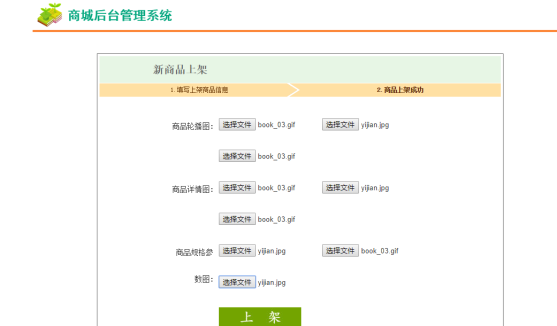 商城后台管理系统
新商品上架
1. 填写上架商品信息 2. 商品上架成功
商品轮播图: 选择文件 book_03.gif 选择文件 yijian.jpg
选择文件 book_03.gif
商品详情图: 选择文件 book_03.gif 选择文件 yijian.jpg
选择文件 book_03.gif
商品规格参 选择文件 yijian.jpg 选择文件 book_03.gif
数图: 选择文件 yijian.jpg
上 架